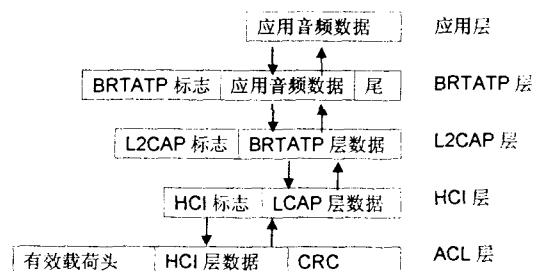 应用音频数据 应用层
BRTATP 标志 应用音频数据 尾 BRTATP 层
L2CAP 标志 BRTATP 层数据 L2CAP 层
HCI 标志 LCAP 层数据 HCI 层
有效载荷头 HCI 层数据 CRC ACL 层